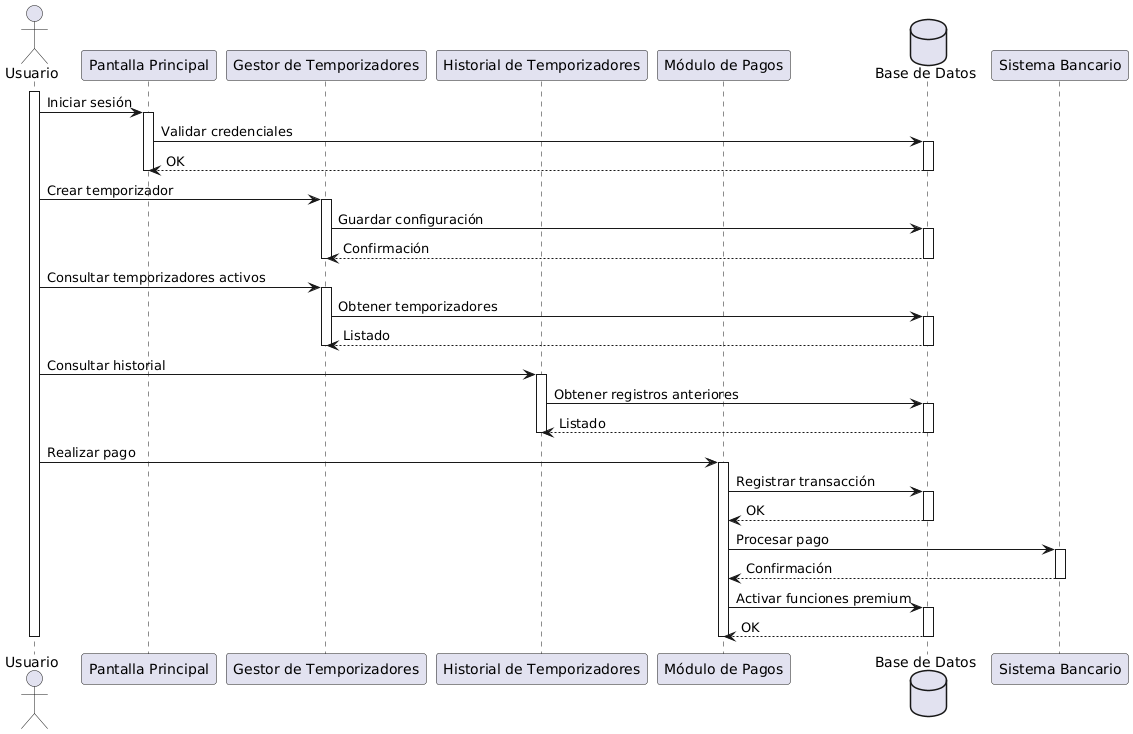 Usuario
Pantalla Principal
Gestor de Temporizadores
Historial de Temporizadores
Módulo de Pagos
Base de Datos
Sistema Bancario
Iniciar sesión
Validar credenciales
OK
Crear temporizador
Guardar configuración
Confirmación
Consultar temporizadores activos
Obtener temporizadores
Listado
Consultar historial
Obtener registros anteriores
Listado
Realizar pago
Registrar transacción
OK
Procesar pago
Confirmación
Activar funciones premium
OK
Usuario
Pantalla Principal
Gestor de Temporizadores
Historial de Temporizadores
Módulo de Pagos
Base de Datos
Sistema Bancario